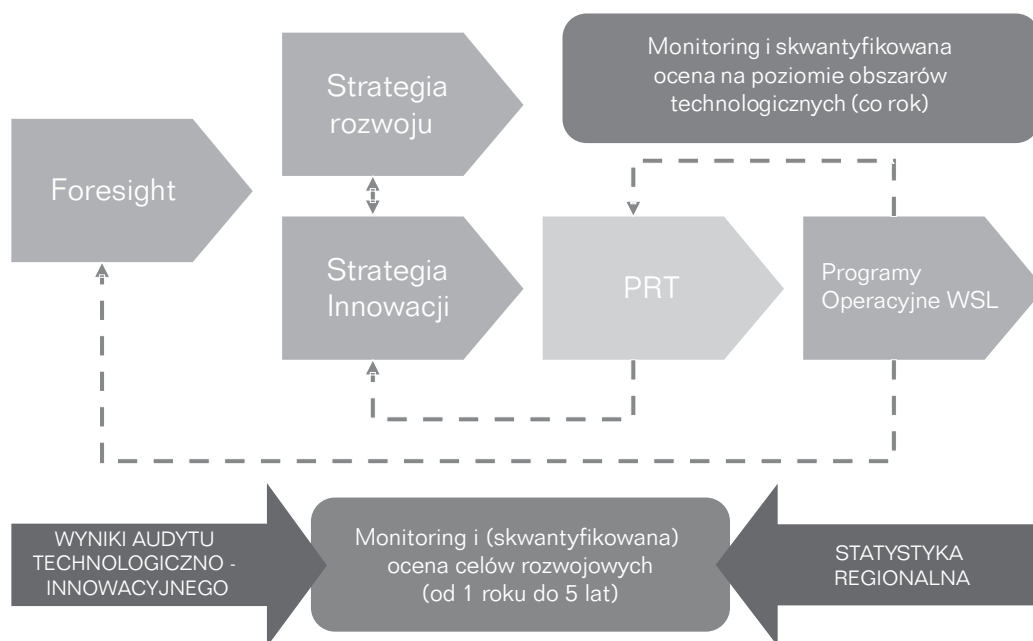 Strategia
rozwoju
Monitoring i skwantyfikowana
ocena na poziomie obszarów
technologicznych (co rok)
Foresight
Strategia
Innowacji
PRT
Programy
Operacyjne WSL
WYNIKI AUDYTU
TECHNOLOGICZNO -
INNOWACYJNEGO
Monitoring i (skwantyfikowana)
ocena celów rozwojowych
(od 1 roku do 5 lat)
STATYSTYKA
REGIONALNA